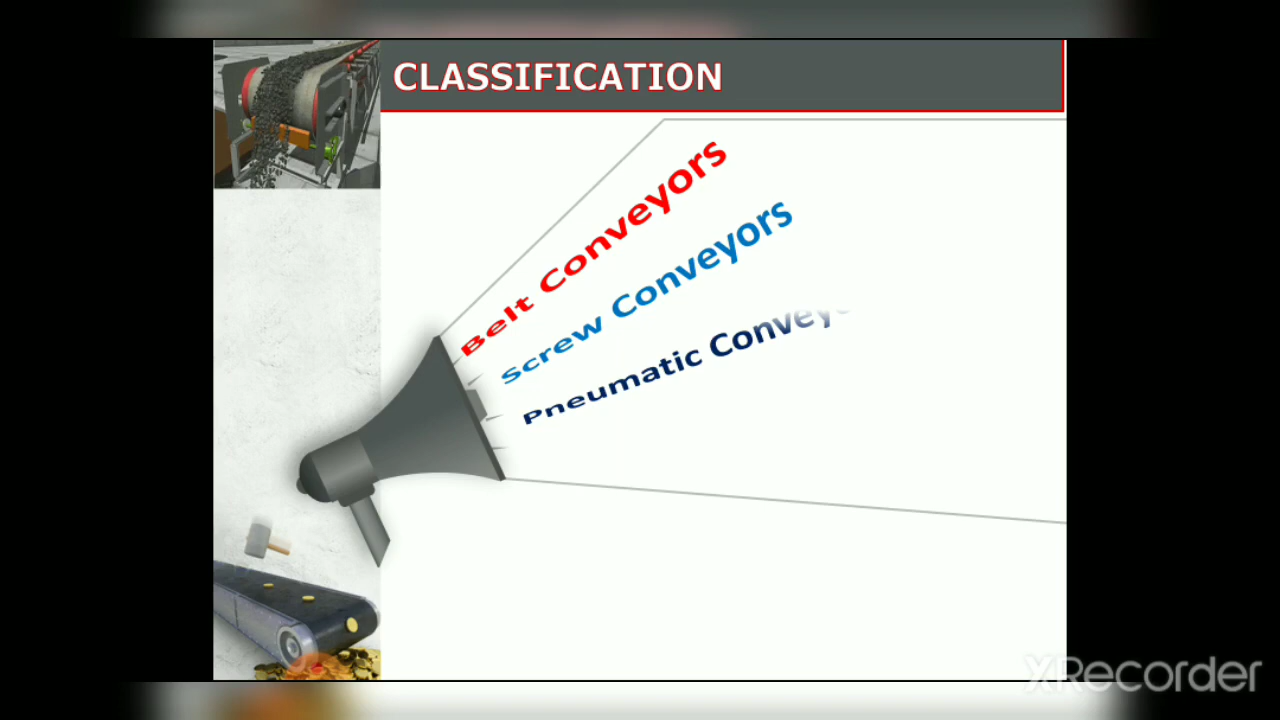 CLASSIFICATION
Belt Conveyors
Screw Conveyors
Pneumatic
XRecorder